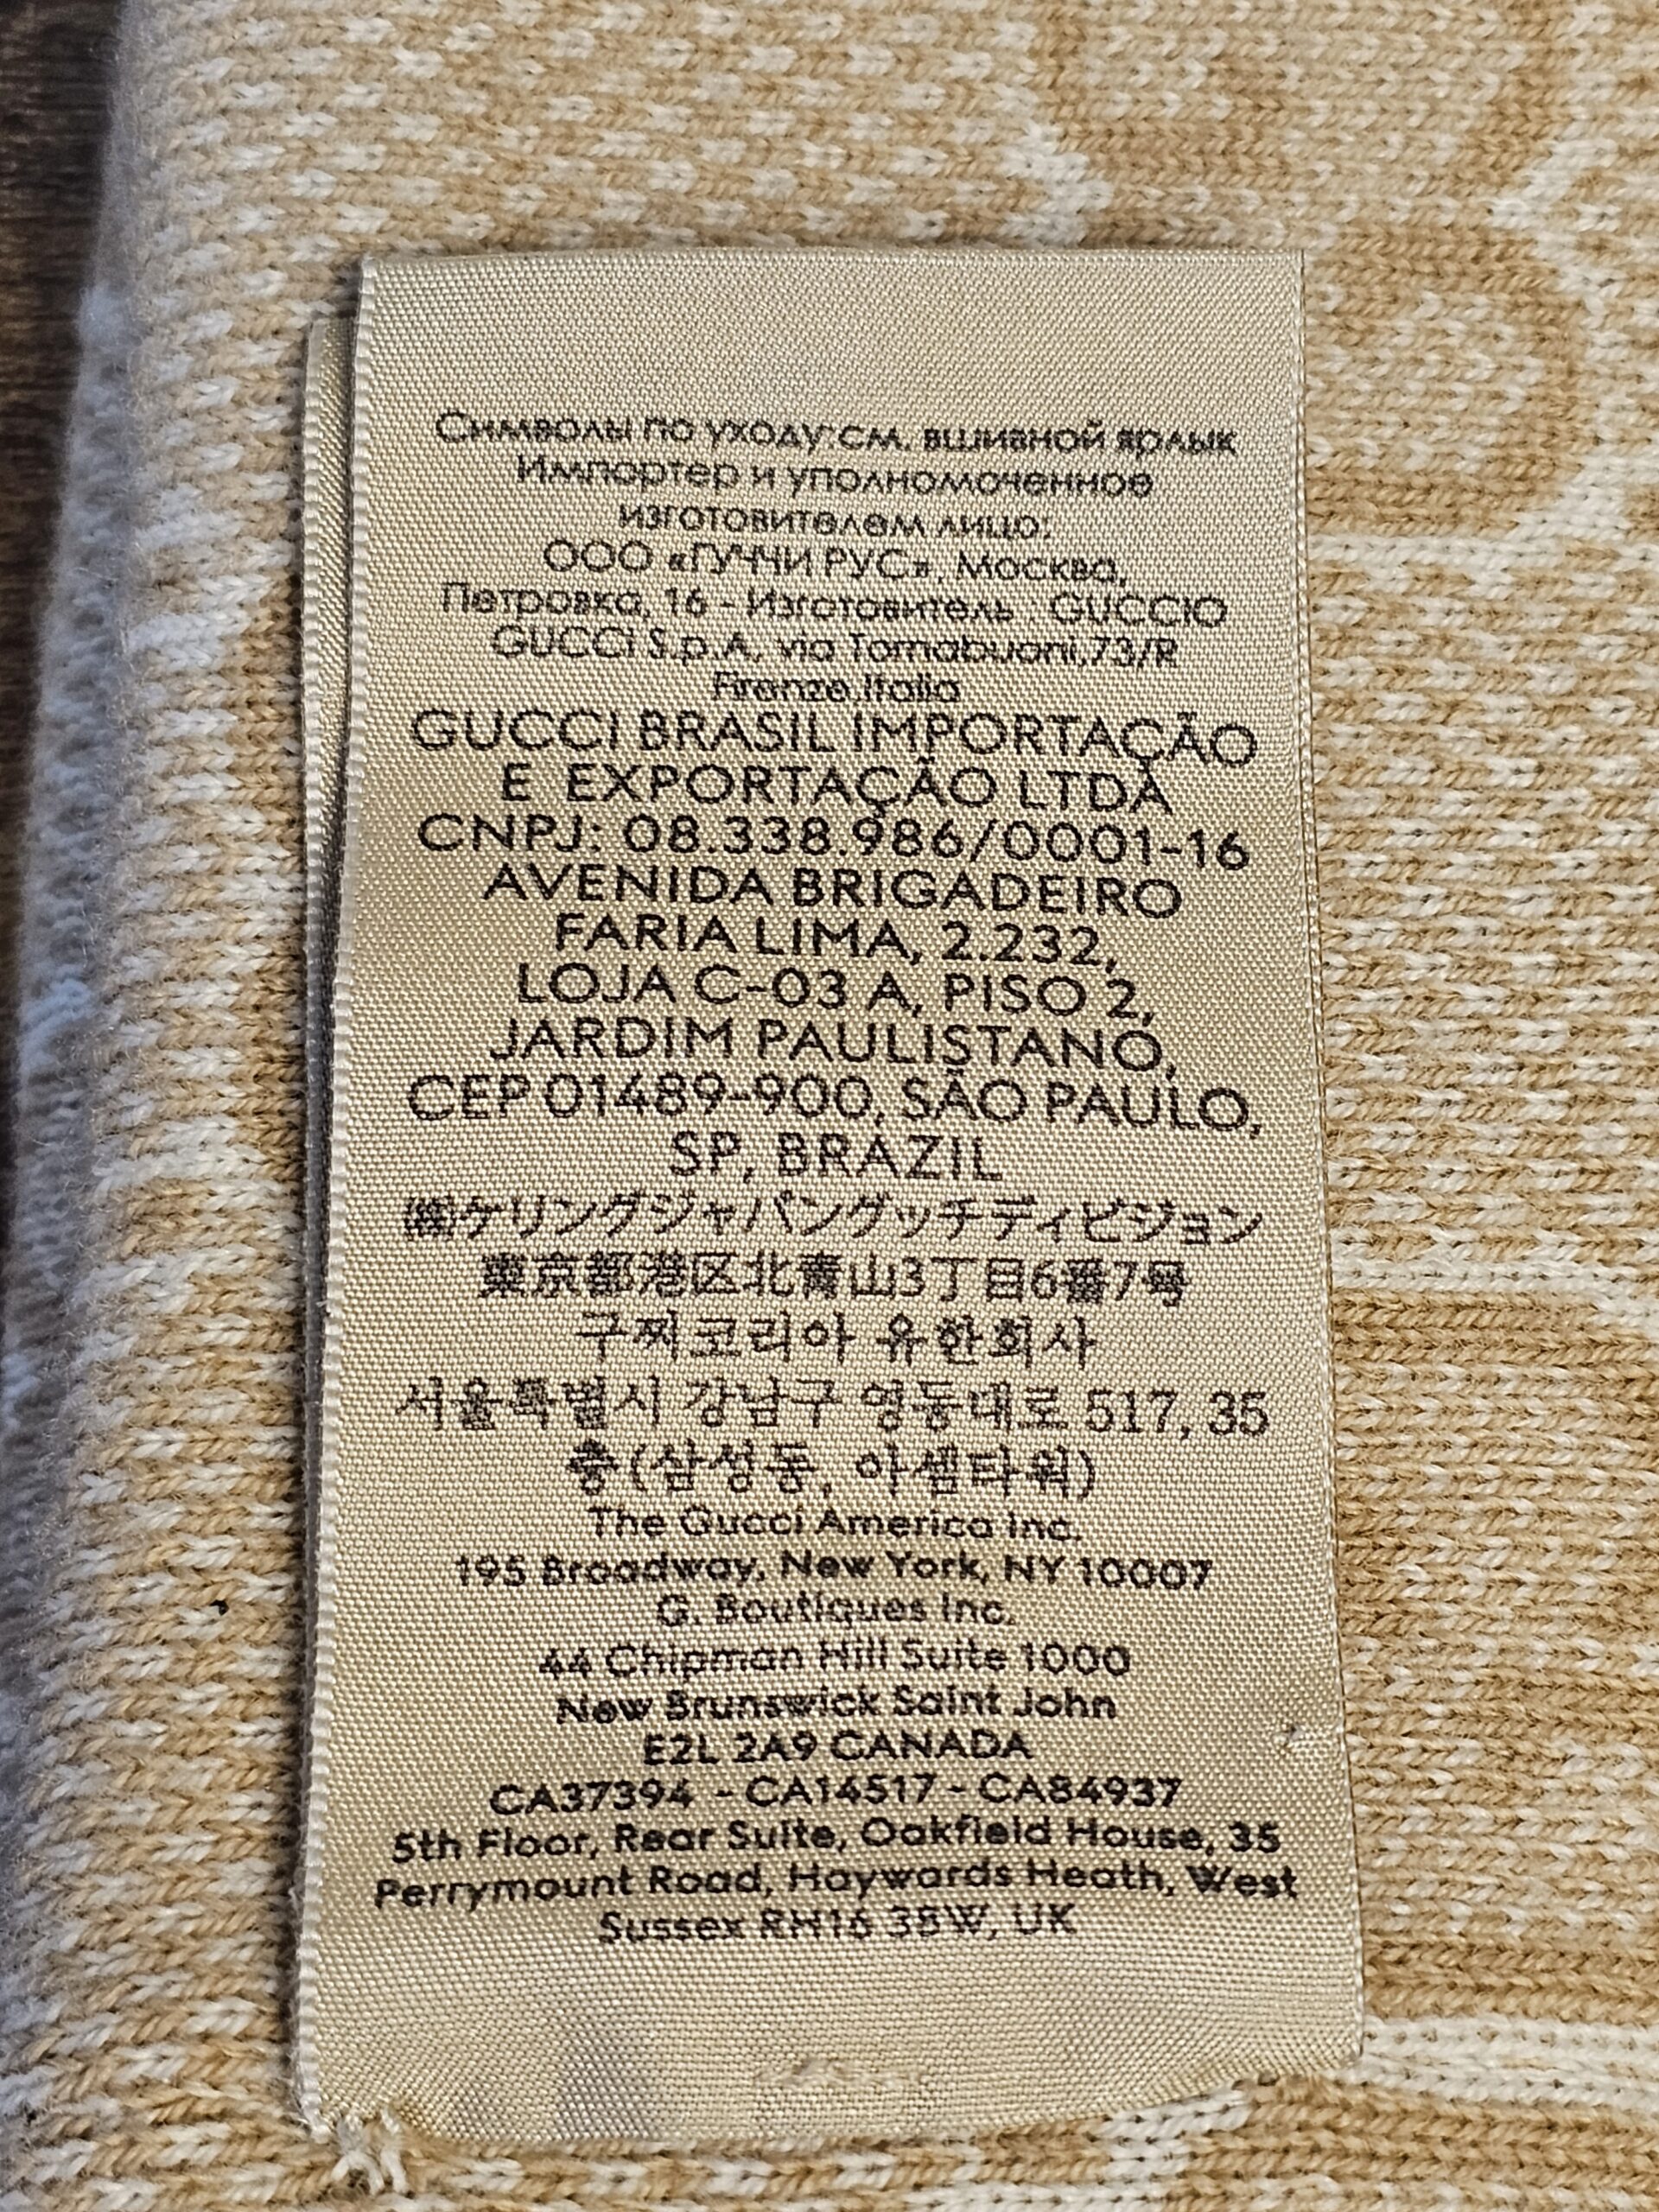 Символы по уходу: см. вшивной ярлык
Импортер и уполномоченное
изготовителем лицо:
ООО «ГУЧЧИ РУС», Москва,
Петровка, 16 - Изготовитель : GUCCIO
GUCCI S.p.A. via Tornabuoni,73/R
Firenze.Italia
GUCCI BRASIL IMPORTAÇÃO
E EXPORTAÇÃO LTDA
CNPJ: 08.338.986/0001-16
AVENIDA BRIGADEIRO
FARIA LIMA, 2.232,
LOJA C-03 A, PISO 2,
JARDIM PAULISTANO,
CEP 01489-900, SÃO PAULO,
SP, BRAZIL
㈱ケリングジャパングッチディビジョン
東京都港区北青山3丁目6番7号
구찌코리아 유한회사
서울특별시 강남구 영동대로 517, 35
층(삼성동, 아셈타워)
The Gucci America Inc.
195 Broadway, New York, NY 10007
G. Boutiques Inc.
44 Chipman Hill Suite 1000
New Brunswick Saint John
E2L 2A9 CANADA
CA37394 - CA14517 - CA84937
5th Floor, Rear Suite, Oakfield House, 35
Perrymount Road, Haywards Heath, West
Sussex RH16 3BW, UK